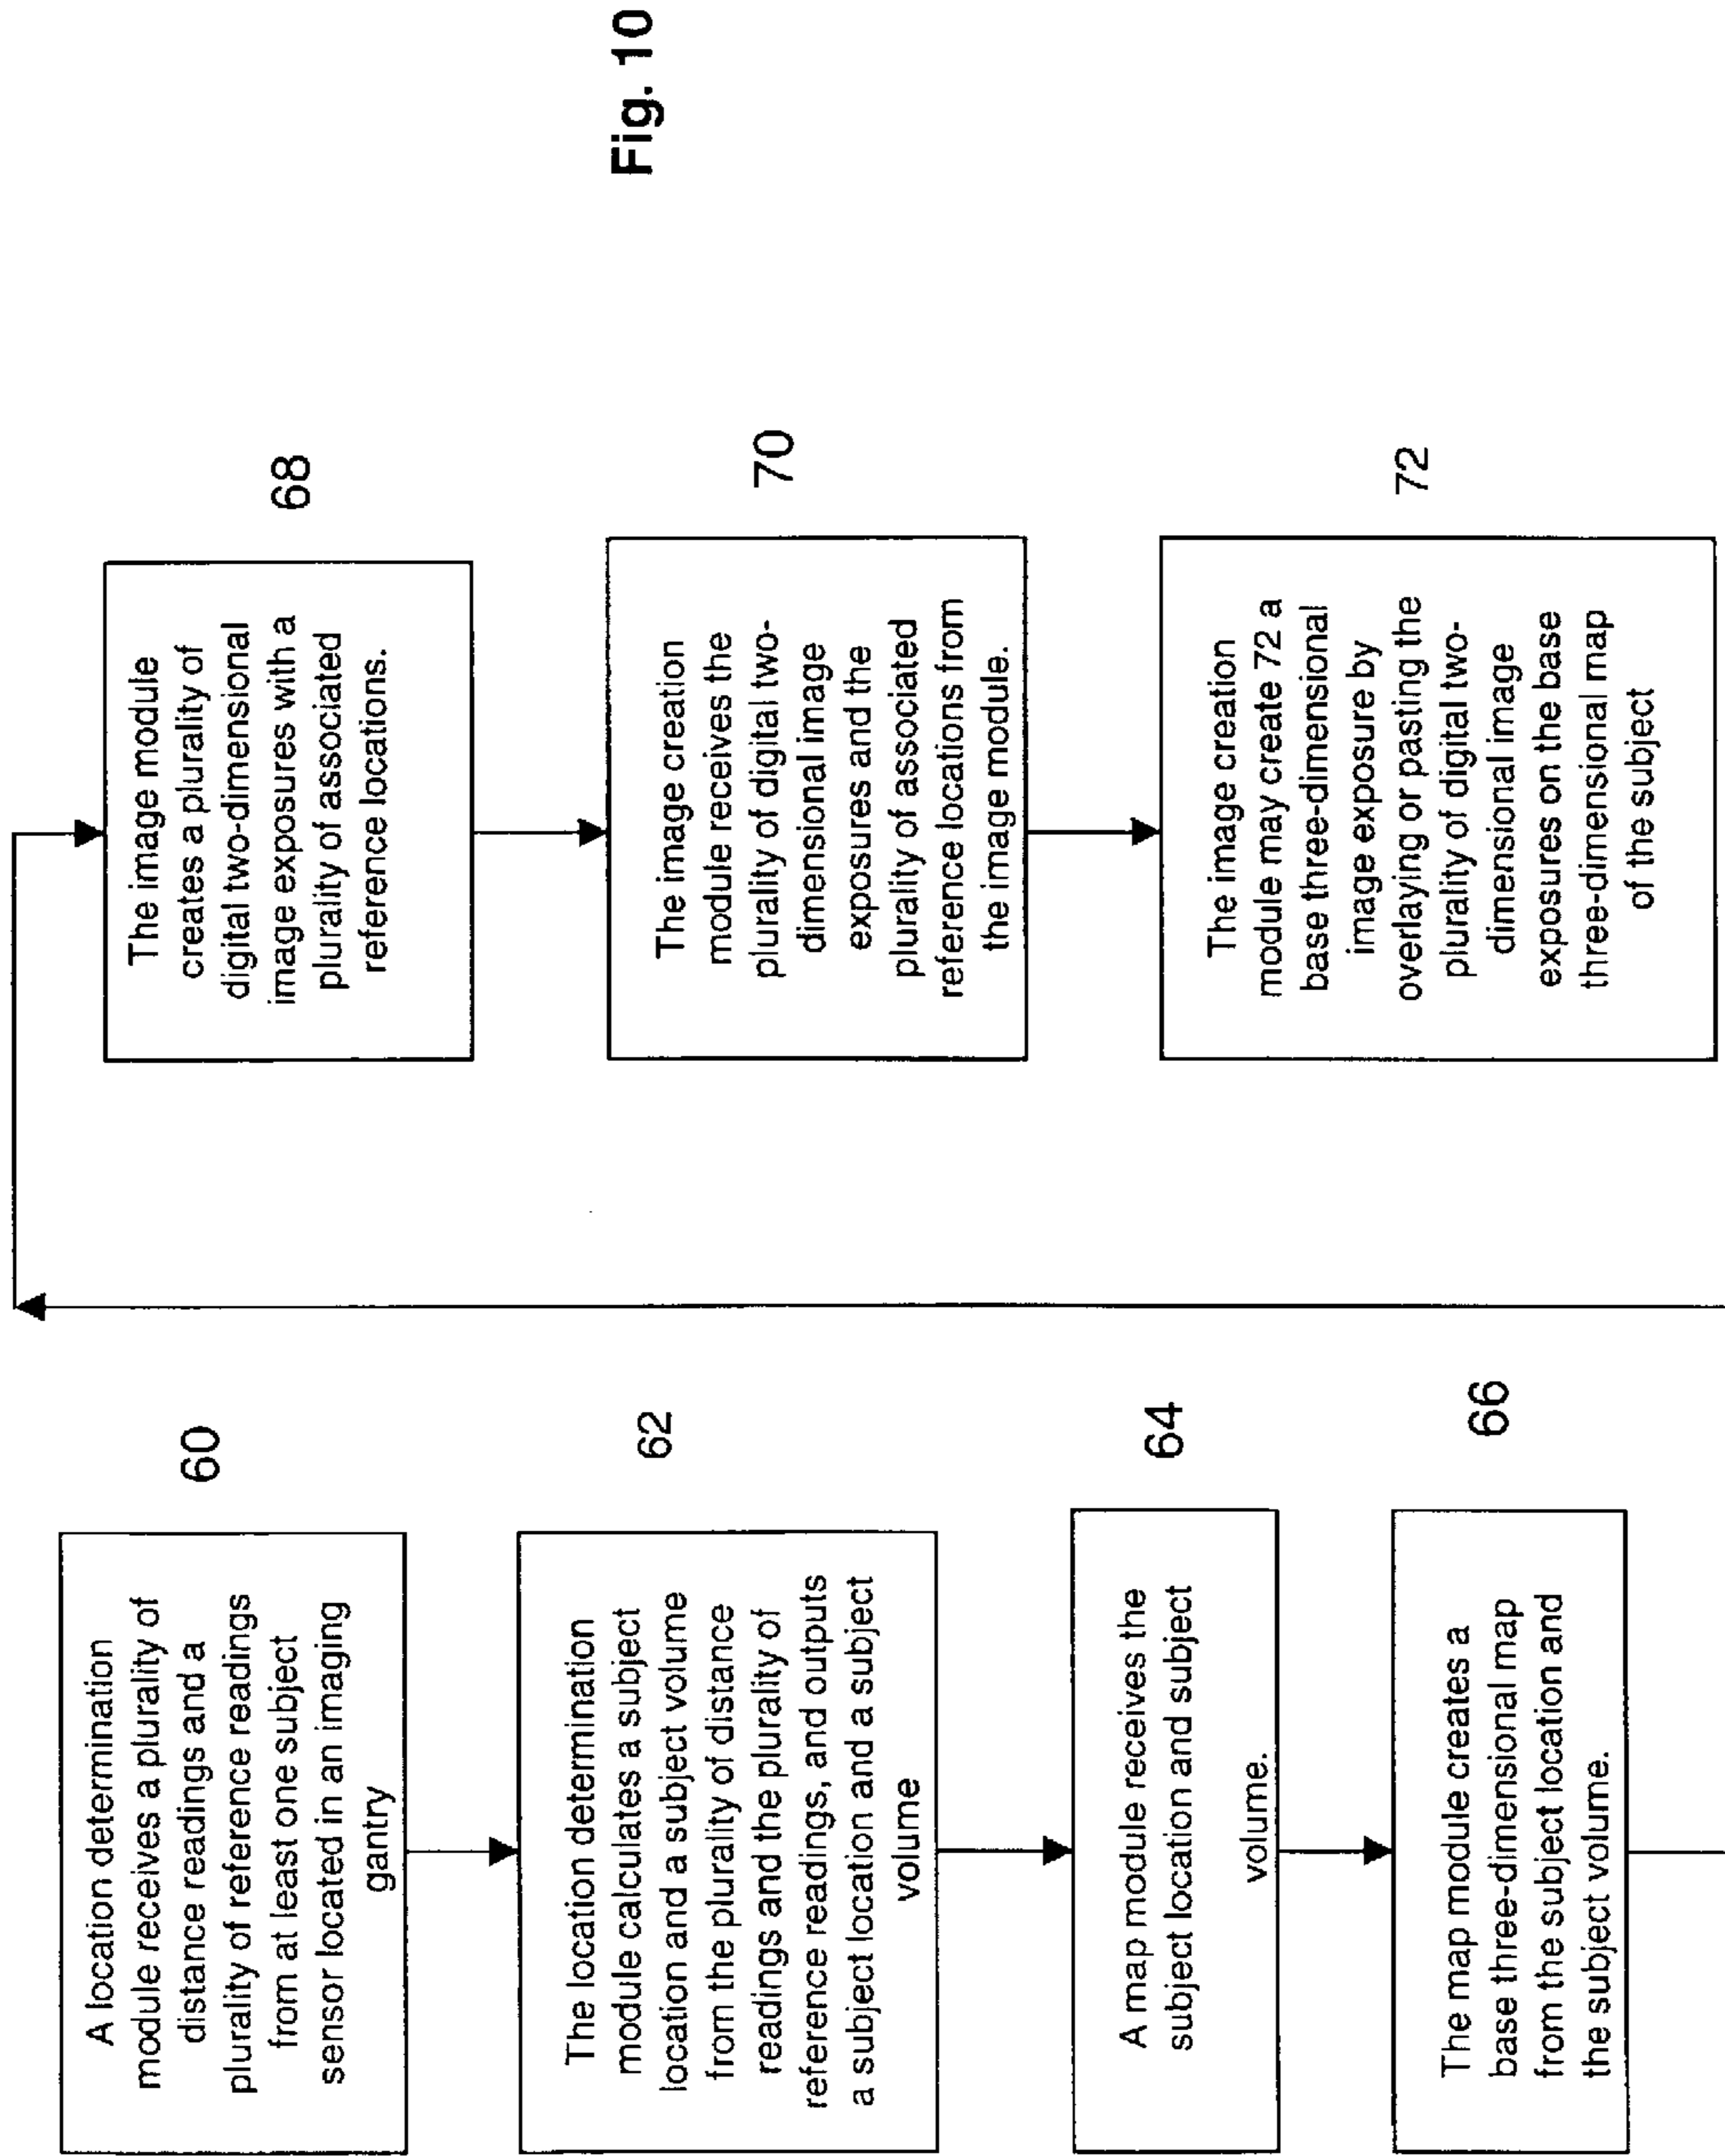 A location determination
module receives a plurality of
distance readings and a
plurality of reference readings
from at least one subject
sensor located in an imaging
gantry
60
The location determination
module calculates a subject
location and a subject volume
from the plurality of distance
readings and the plurality of
reference readings, and outputs
a subject location and a subject
volume
62
A map module receives the
subject location and subject
volume.
64
The map module creates a
base three-dimensional map
from the subject location and
the subject volume.
66
The image module
creates a plurality of
digital two-dimensional
image exposures with a
plurality of associated
reference locations.
68
The image creation
module receives the
plurality of digital two-
dimensional image
exposures and the
plurality of associated
reference locations from
the image module.
70
The image creation
module may create 72 a
base three-dimensional
image exposure by
overlaying or pasting the
plurality of digital two-
dimensional image
exposures on the base
three-dimensional map
of the subject
72
Fig. 10